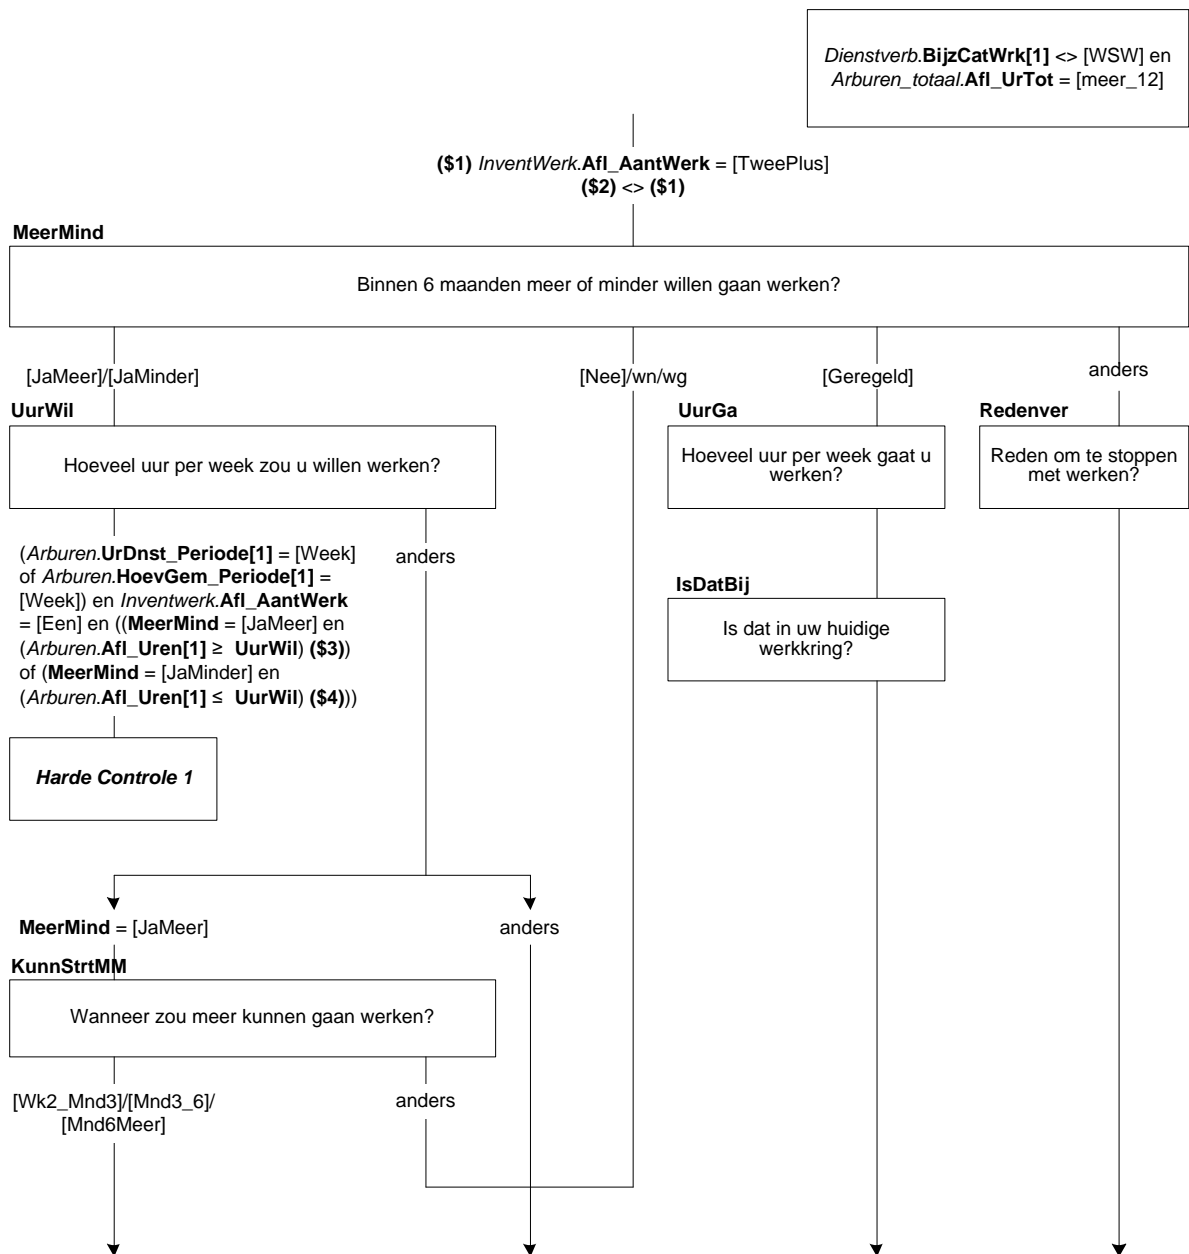 Dienstverb.BijzCatWrk[1] <> [WSW] en
Arburen_totaal.Afl_UrTot = [meer_12]
($1) InventWerk.Afl_AantWerk = [TweePlus]
($2) <> ($1)
MeerMind
Binnen 6 maanden meer of minder willen gaan werken?
[JaMeer]/[JaMinder]
[Nee]/wn/wg
[Geregeld]
anders
UurWil
Hoeveel uur per week zou u willen werken?
UurGa
Hoeveel uur per week gaat u
werken?
Redenver
Reden om te stoppen
met werken?
(Arburen.UrDnst_Periode[1] = [Week]
of Arburen.HoevGem_Periode[1] =
[Week]) en Inventwerk.Afl_AantWerk
= [Een] en ((MeerMind = [JaMeer] en
(Arburen.Afl_Uren[1] ≥ UurWil) ($3))
of (MeerMind = [JaMinder] en
(Arburen.Afl_Uren[1] ≤ UurWil) ($4)))
anders
IsDatBij
Is dat in uw huidige
werkkring?
Harde Controle 1
MeerMind = [JaMeer]
anders
KunnStrtMM
Wanneer zou meer kunnen gaan werken?
[Wk2_Mnd3]/[Mnd3_6]/
[Mnd6Meer]
anders